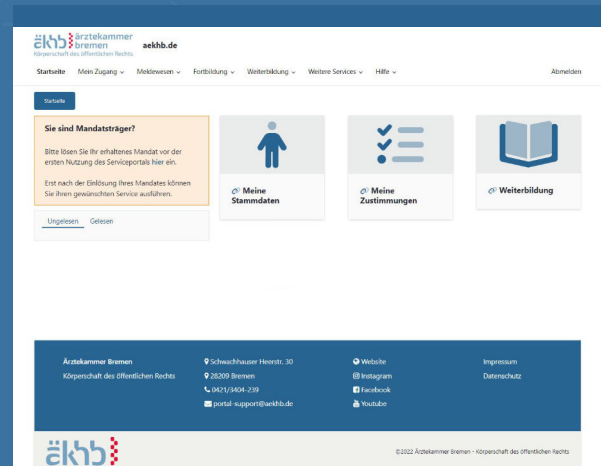 äkhb ärztekammer
bremen
Körperschaft des öffentlichen Rechts
aekhb.de
Startseite Mein Zugang Meldewesen Fortbildung Weiterbildung Weitere Services Hilfe Abmelden
Startseite
Sie sind Mandatsträger?
Bitte lösen Sie Ihr erhaltenes Mandat vor der
ersten Nutzung des Serviceportals hier ein.
Erst nach der Einlösung Ihres Mandates können
Sie ihren gewünschten Service ausführen.
Ungelesen Gelesen
Meine
Stammdaten
Meine
Zustimmungen
Weiterbildung
Ärztekammer Bremen
Körperschaft des öffentlichen Rechts
Schwachhauser Heerstr. 30
28209 Bremen
0421/3404-239
portal-support@aekhb.de
Website
Instagram
Facebook
Youtube
Impressum
Datenschutz
äkhb
©2022 Ärztekammer Bremen - Körperschaft des öffentlichen Rechts